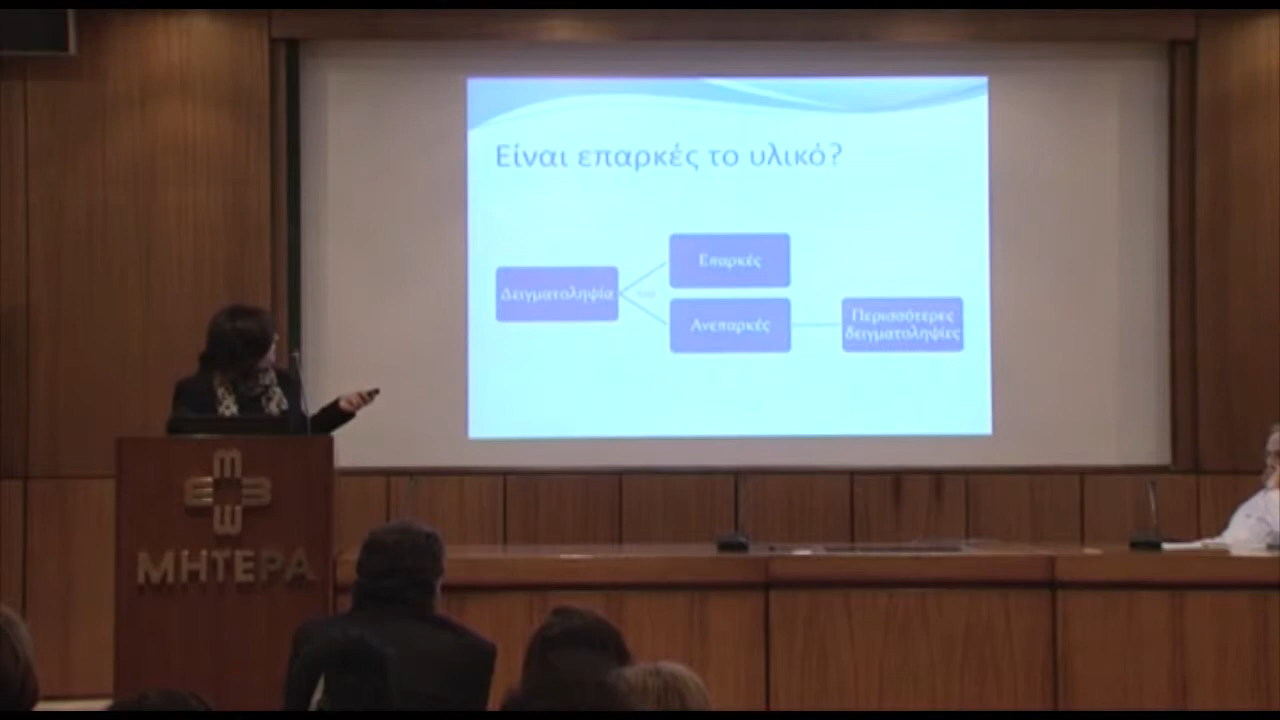 Είναι επαρκές το υλικό?
Δειγματοληψία
Επαρκές
Ανεπαρκές
Περισσότερες
δειγματοληψίες
ΜΗΤΕΡΑ